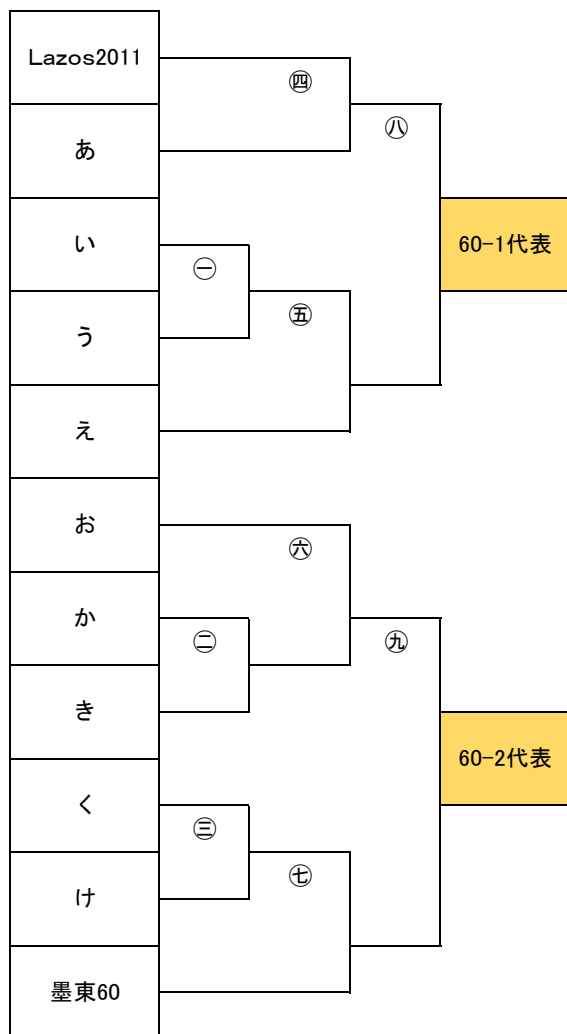 Lazos2011
㊃
あ
㊇
い
60-1代表
㊀
う
㊄
え
お
㊅
か
㊁
㊈
き
60-2代表
く
㊂
け
㊆
墨東60